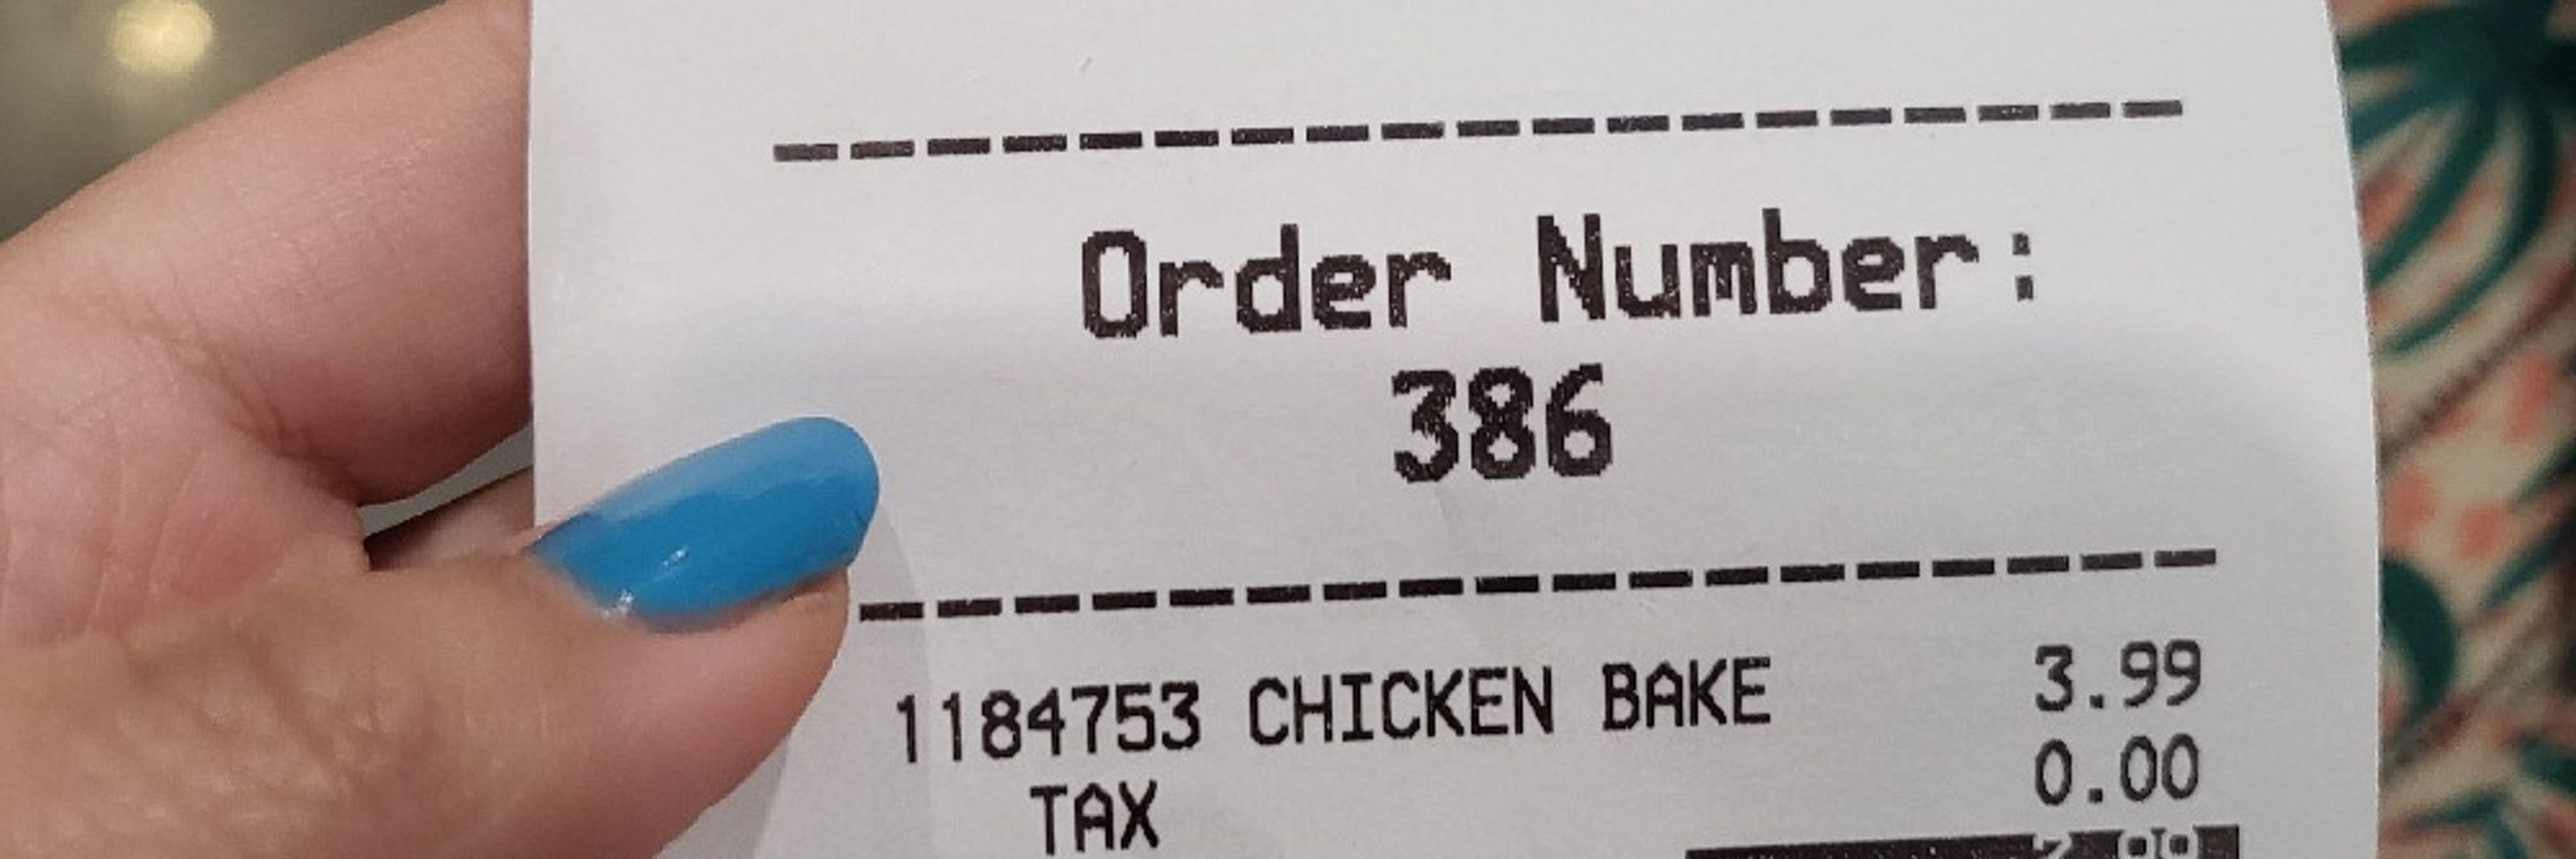 --------------------
Order Number:
386
------------------
1184753 CHICKEN BAKE 3.99
TAX 0.00